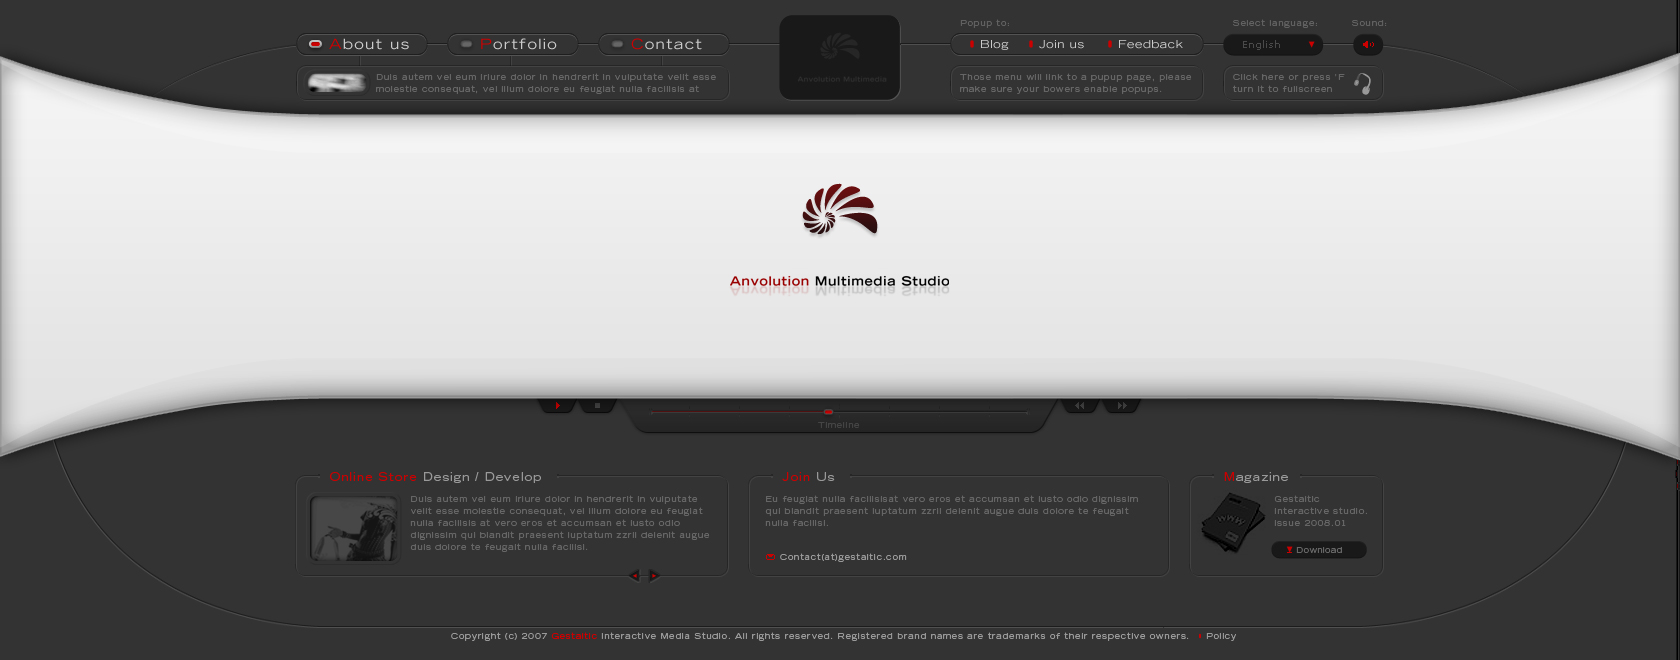 Popup to:
Select language:
Sound:
About us
Portfolio
Contact
Blog
Join us
Feedback
English
Duis autem vel eum iriure dolor in hendrerit in vulputate velit esse
molestie consequat, vel illum dolore eu feugiat nulla facilisis at
Anvolution Multimedia
Those menu will link to a pupup page, please
make sure your bowers enable popups.
Click here or press 'F
turn it to fullscreen
Anvolution Multimedia Studio
Timeline
Online Store Design / Develop
Duis autem vel eum iriure dolor in hendrerit in vulputate
velit esse molestie consequat, vel illum dolore eu feugiat
nulla facilisis at vero eros et accumsan et iusto odio
dignissim qui blandit praesent luptatum zzril delenit augue
duis dolore te feugait nulla facilisi.
Join Us
Eu feugiat nulla facilisisat vero eros et accumsan et iusto odio dignissim
qui blandit praesent luptatum zzril delenit augue duis dolore te feugait
nulla facilisi.
Contact(at)gestaitic.com
Magazine
Gestaitic
Interactive studio.
Issue 2008.01
Download
Copyright (c) 2007 Gestaitic Interactive Media Studio. All rights reserved. Registered brand names are trademarks of their respective owners.
Policy